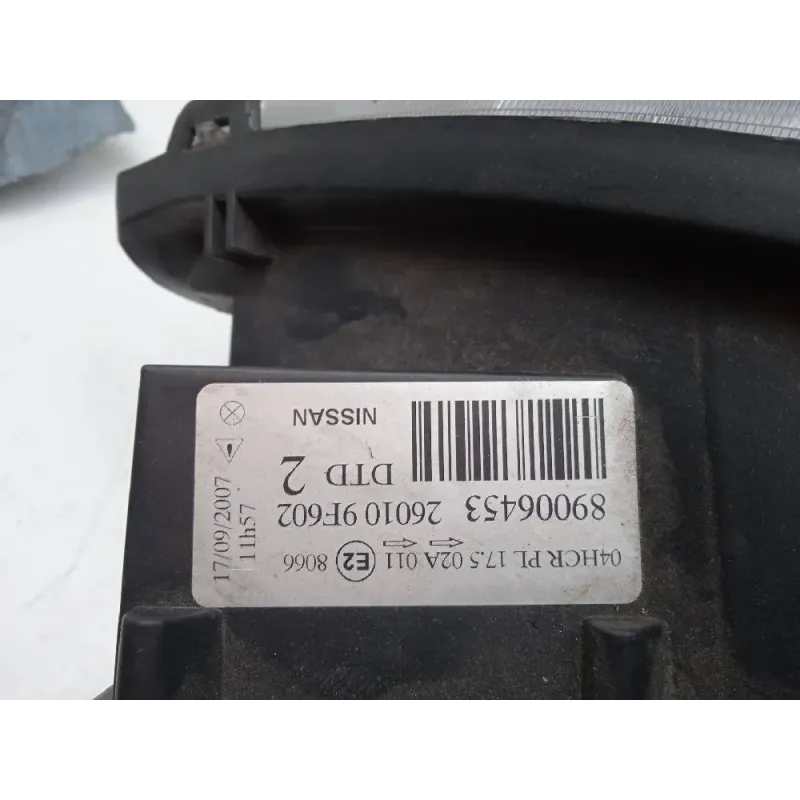 04HCR PL 17.5 02A 011 E2 8066
89006453 26010 9F602
DTD 2
NISSAN
17/09/2007
11h57